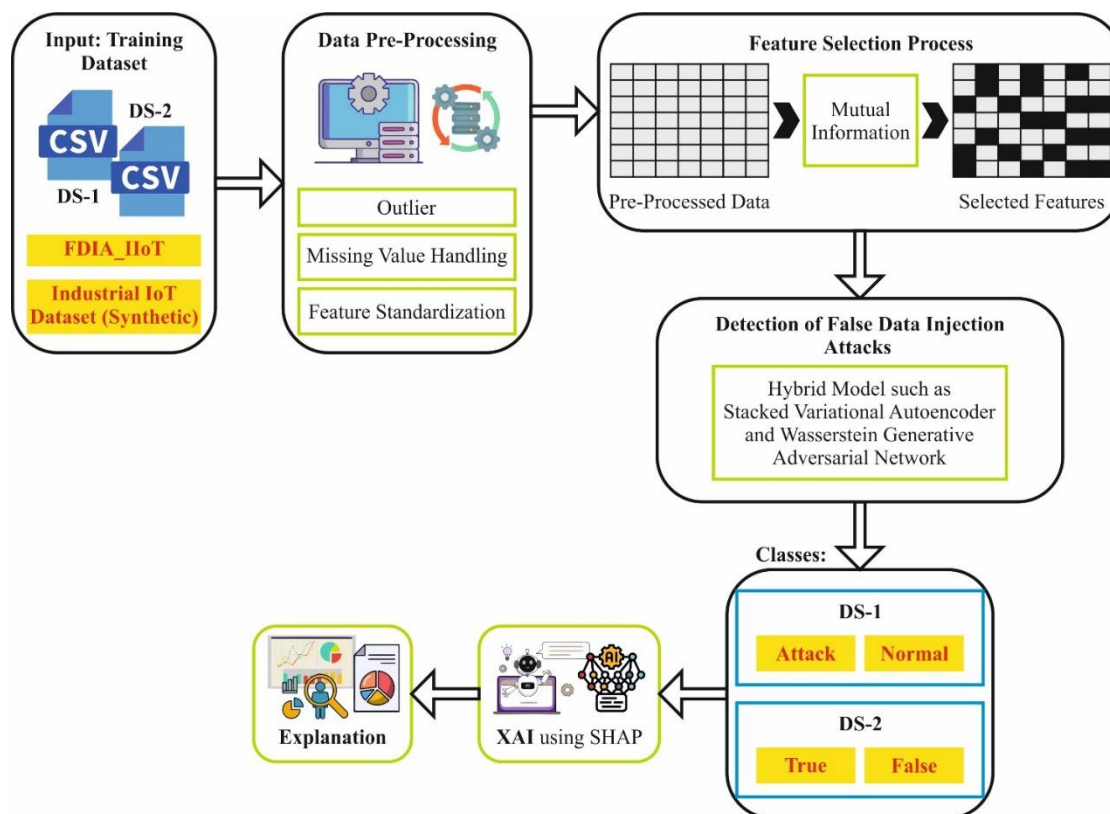 Input: Training
Dataset
DS-2
CSV
CSV
DS-1
FDIA_IIoT
Industrial IoT
Dataset (Synthetic)
Data Pre-Processing
Outlier
Missing Value Handling
Feature Standardization
Feature Selection Process
Mutual
Information
Pre-Processed Data
Selected Features
Detection of False Data Injection
Attacks
Hybrid Model such as
Stacked Variational Autoencoder
and Wasserstein Generative
Adversarial Network
Classes:
DS-1
Attack
Normal
DS-2
True
False
AI
XAI using SHAP
Explanation